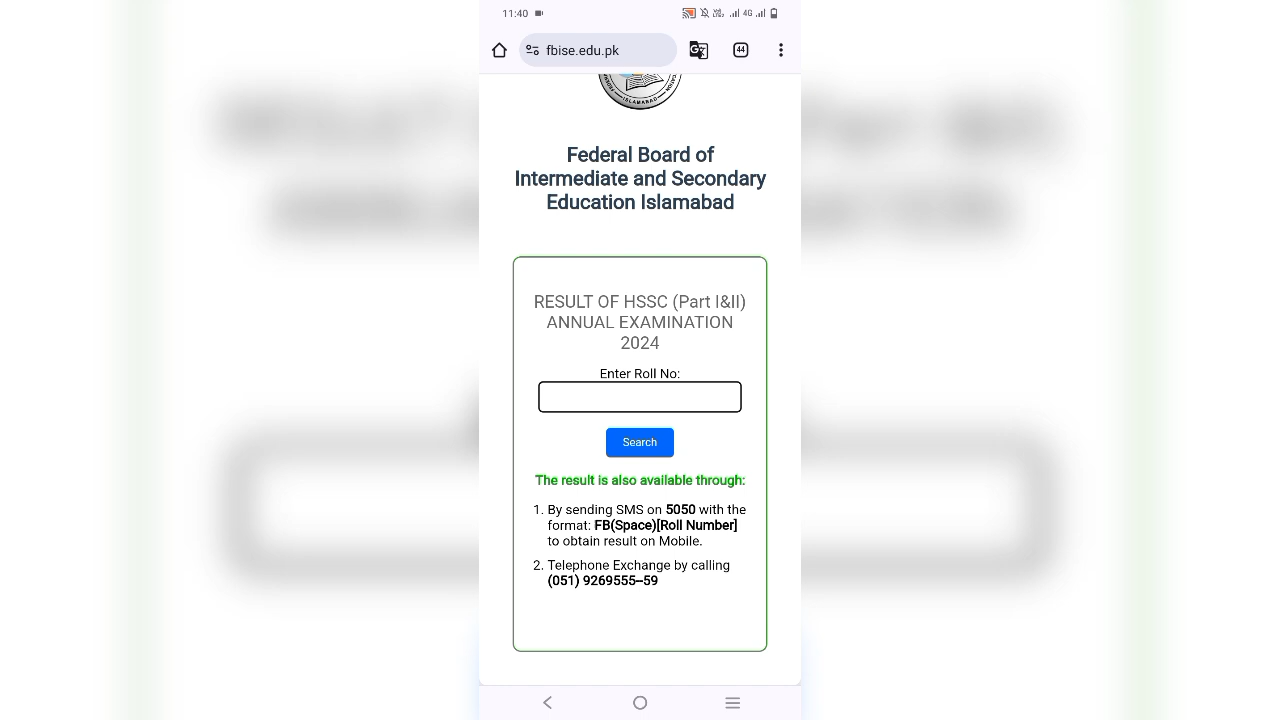 11:40
4G
fbise.edu.pk
44
ISLAMABAD
Federal Board of
Intermediate and Secondary
Education Islamabad
RESULT OF HSSC (Part I&II)
ANNUAL EXAMINATION
2024
Enter Roll No:
Search
The result is also available through:
1. By sending SMS on 5050 with the
format: FB(Space)[Roll Number]
to obtain result on Mobile.
2. Telephone Exchange by calling
(051) 9269555–59